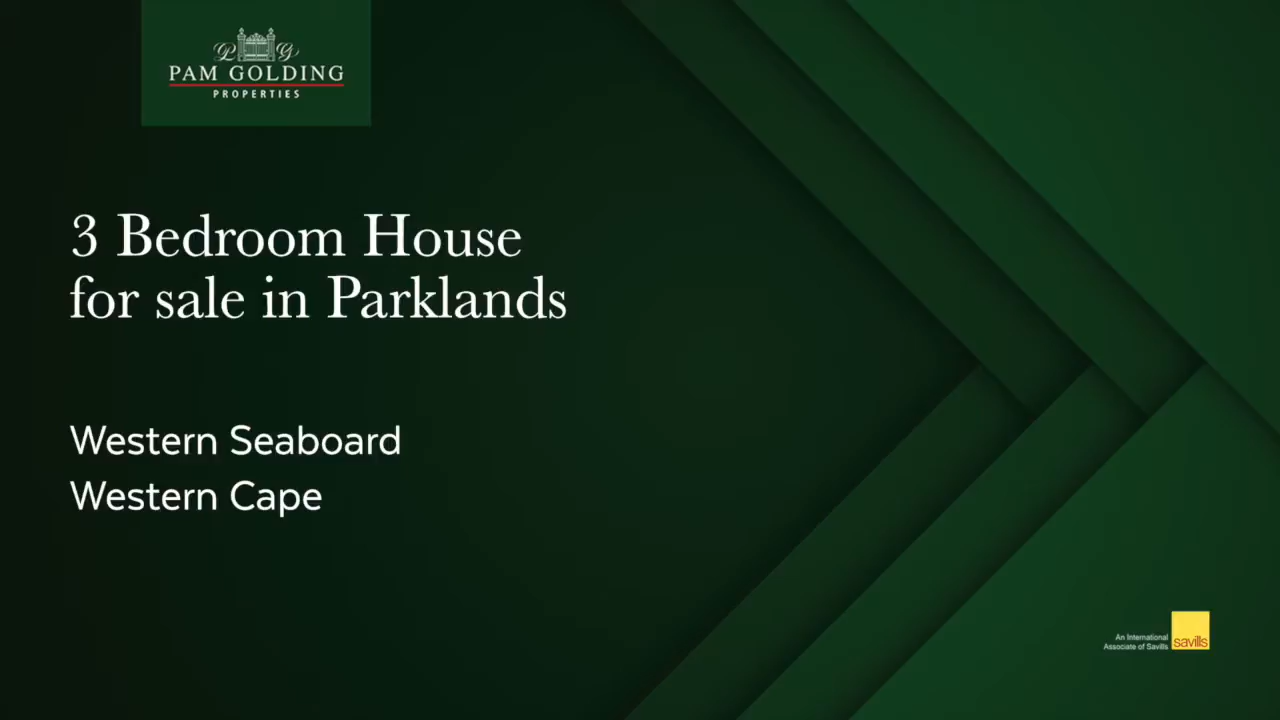 P G
PAM GOLDING
PROPERTIES
3 Bedroom House
for sale in Parklands
Western Seaboard
Western Cape
An International
Associate of Savills
savills